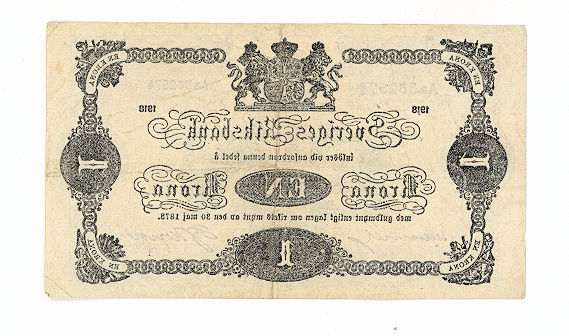 EN KRONA
EN KRONA
1918
1918
Sveriges Riksbank
inlöser vid anfordran denna sedel å
1
1
Krona
EN
Krona
med guldmynt enligt lagen om rikets mynt av den 30 maj 1873.
1
EN KRONA
EN KRONA